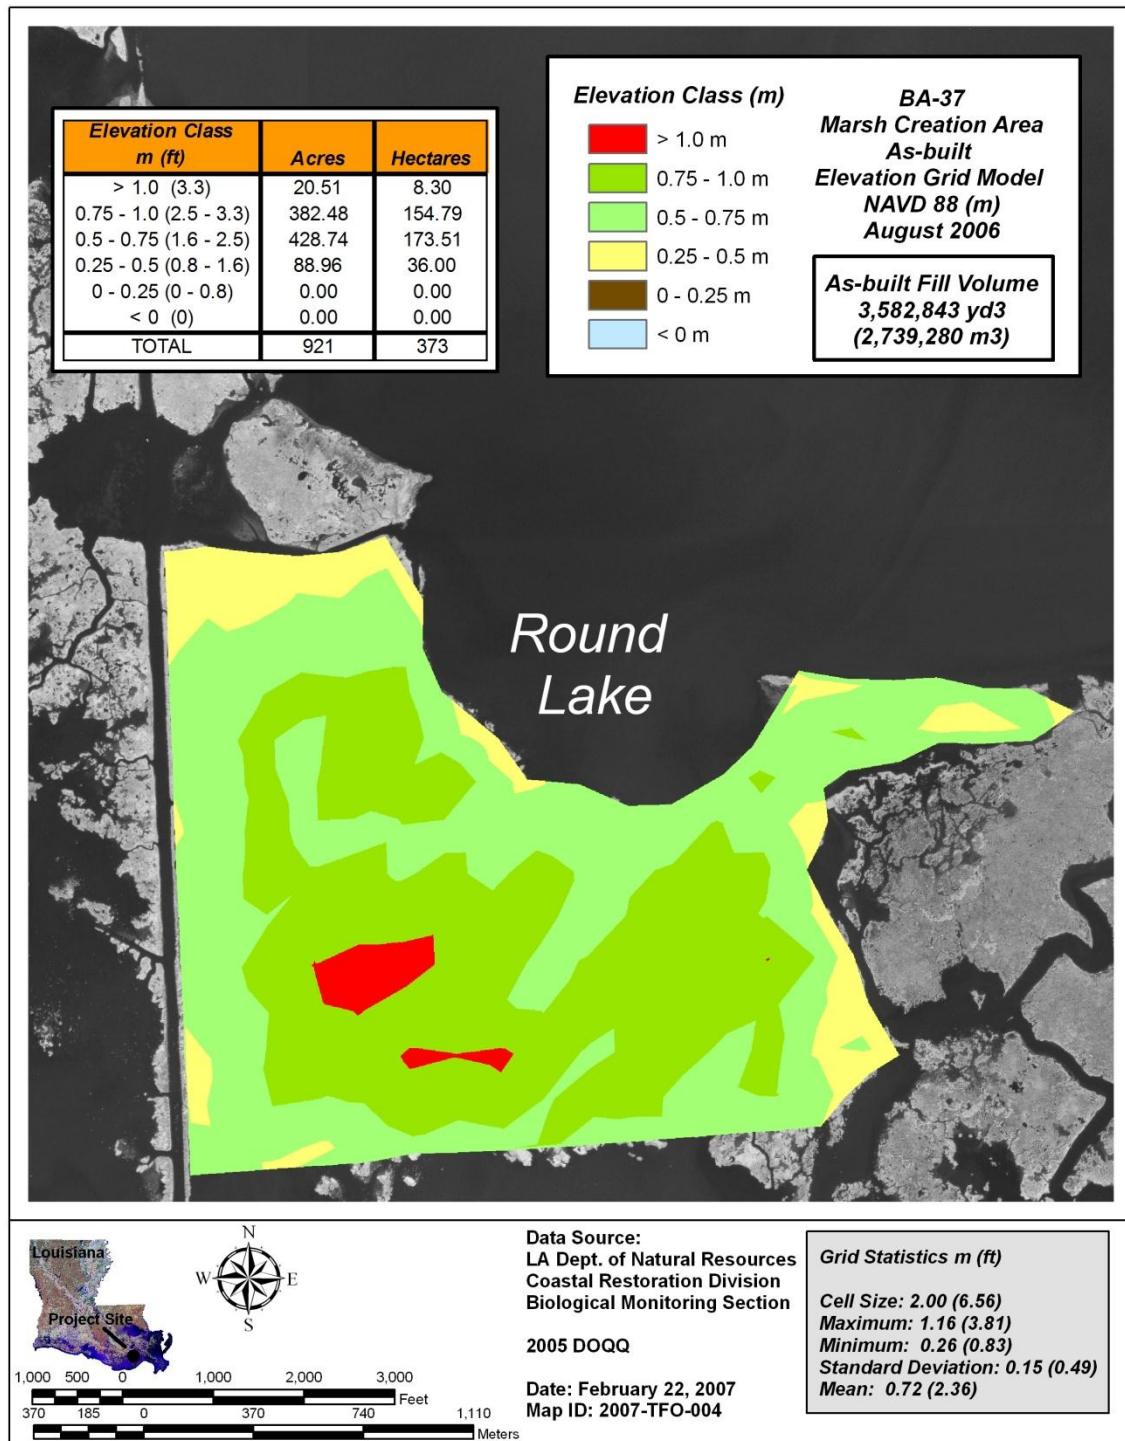 Elevation Class
m (ft) Acres Hectares
> 1.0 (3.3) 20.51 8.30
0.75 - 1.0 (2.5 - 3.3) 382.48 154.79
0.5 - 0.75 (1.6 - 2.5) 428.74 173.51
0.25 - 0.5 (0.8 - 1.6) 88.96 36.00
0 - 0.25 (0 - 0.8) 0.00 0.00
< 0 (0) 0.00 0.00
TOTAL 921 373
Elevation Class (m)
> 1.0 m
0.75 - 1.0 m
0.5 - 0.75 m
0.25 - 0.5 m
0 - 0.25 m
< 0 m
BA-37
Marsh Creation Area
As-built
Elevation Grid Model
NAVD 88 (m)
August 2006
As-built Fill Volume
3,582,843 yd3
(2,739,280 m3)
Round
Lake
Louisiana
Project Site
N
W E
S
1,000 500 0 1,000 2,000 3,000
Feet
370 185 0 370 740 1,110
Meters
Data Source:
LA Dept. of Natural Resources
Coastal Restoration Division
Biological Monitoring Section
2005 DOQQ
Date: February 22, 2007
Map ID: 2007-TFO-004
Grid Statistics m (ft)
Cell Size: 2.00 (6.56)
Maximum: 1.16 (3.81)
Minimum: 0.26 (0.83)
Standard Deviation: 0.15 (0.49)
Mean: 0.72 (2.36)